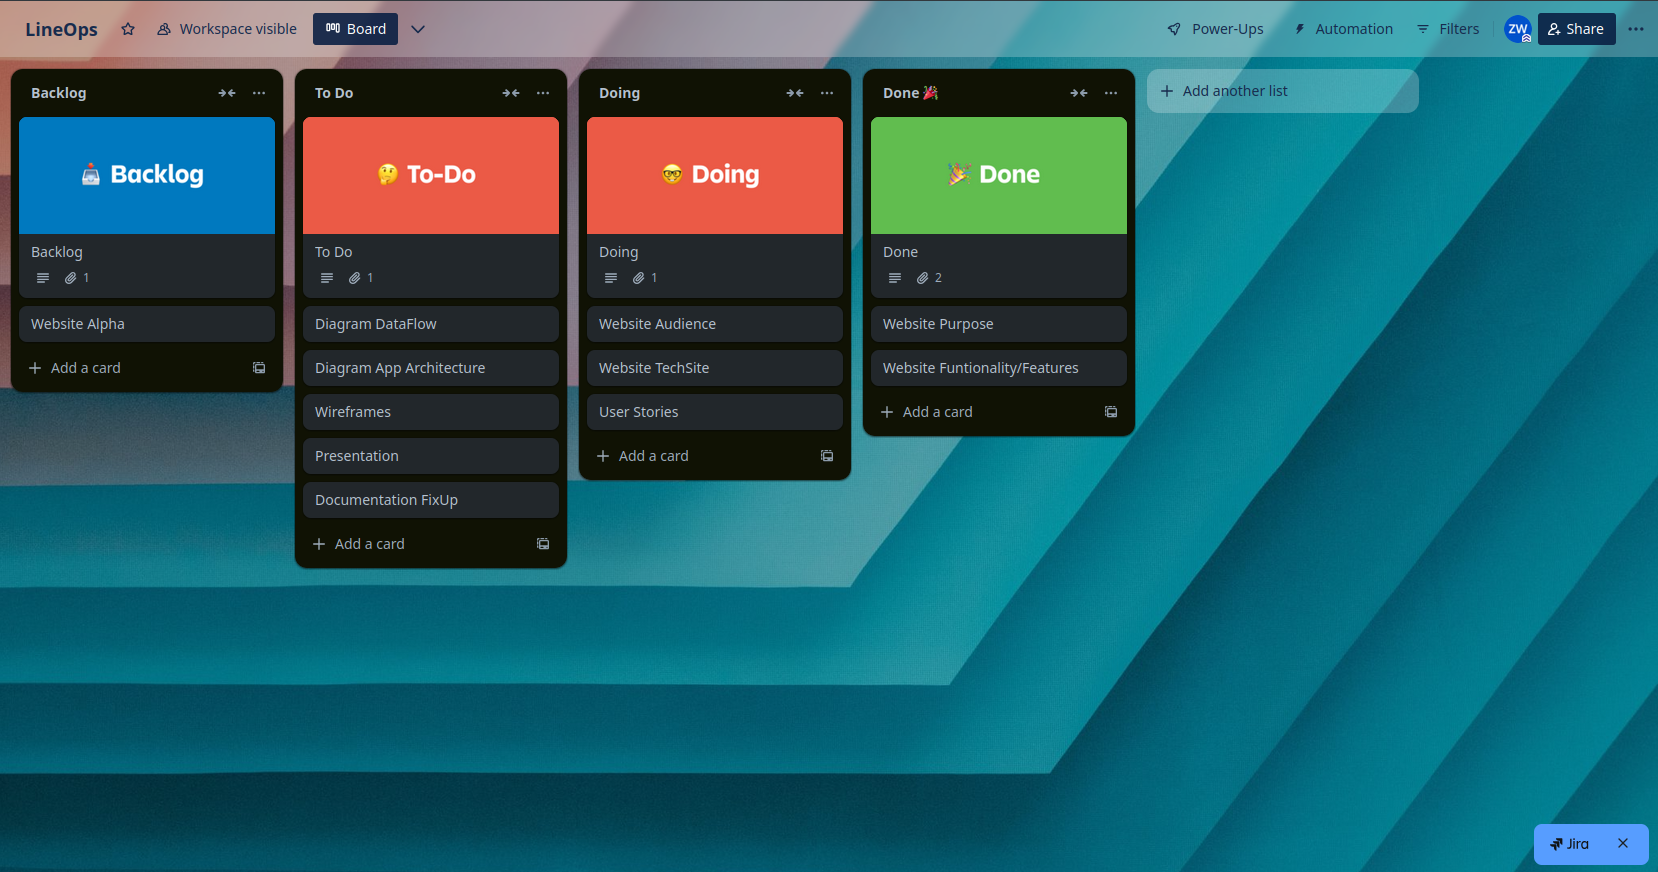 LineOps
Workspace visible
Board
Power-Ups
Automation
Filters
ZW
Share
Backlog
Backlog
Backlog
1
Website Alpha
Add a card
To Do
To-Do
To Do
1
Diagram DataFlow
Diagram App Architecture
Wireframes
Presentation
Documentation FixUp
Add a card
Doing
Doing
Doing
1
Website Audience
Website TechSite
User Stories
Add a card
Done 🎉
Done
Done
2
Website Purpose
Website Funtionality/Features
Add a card
Add another list
Jira